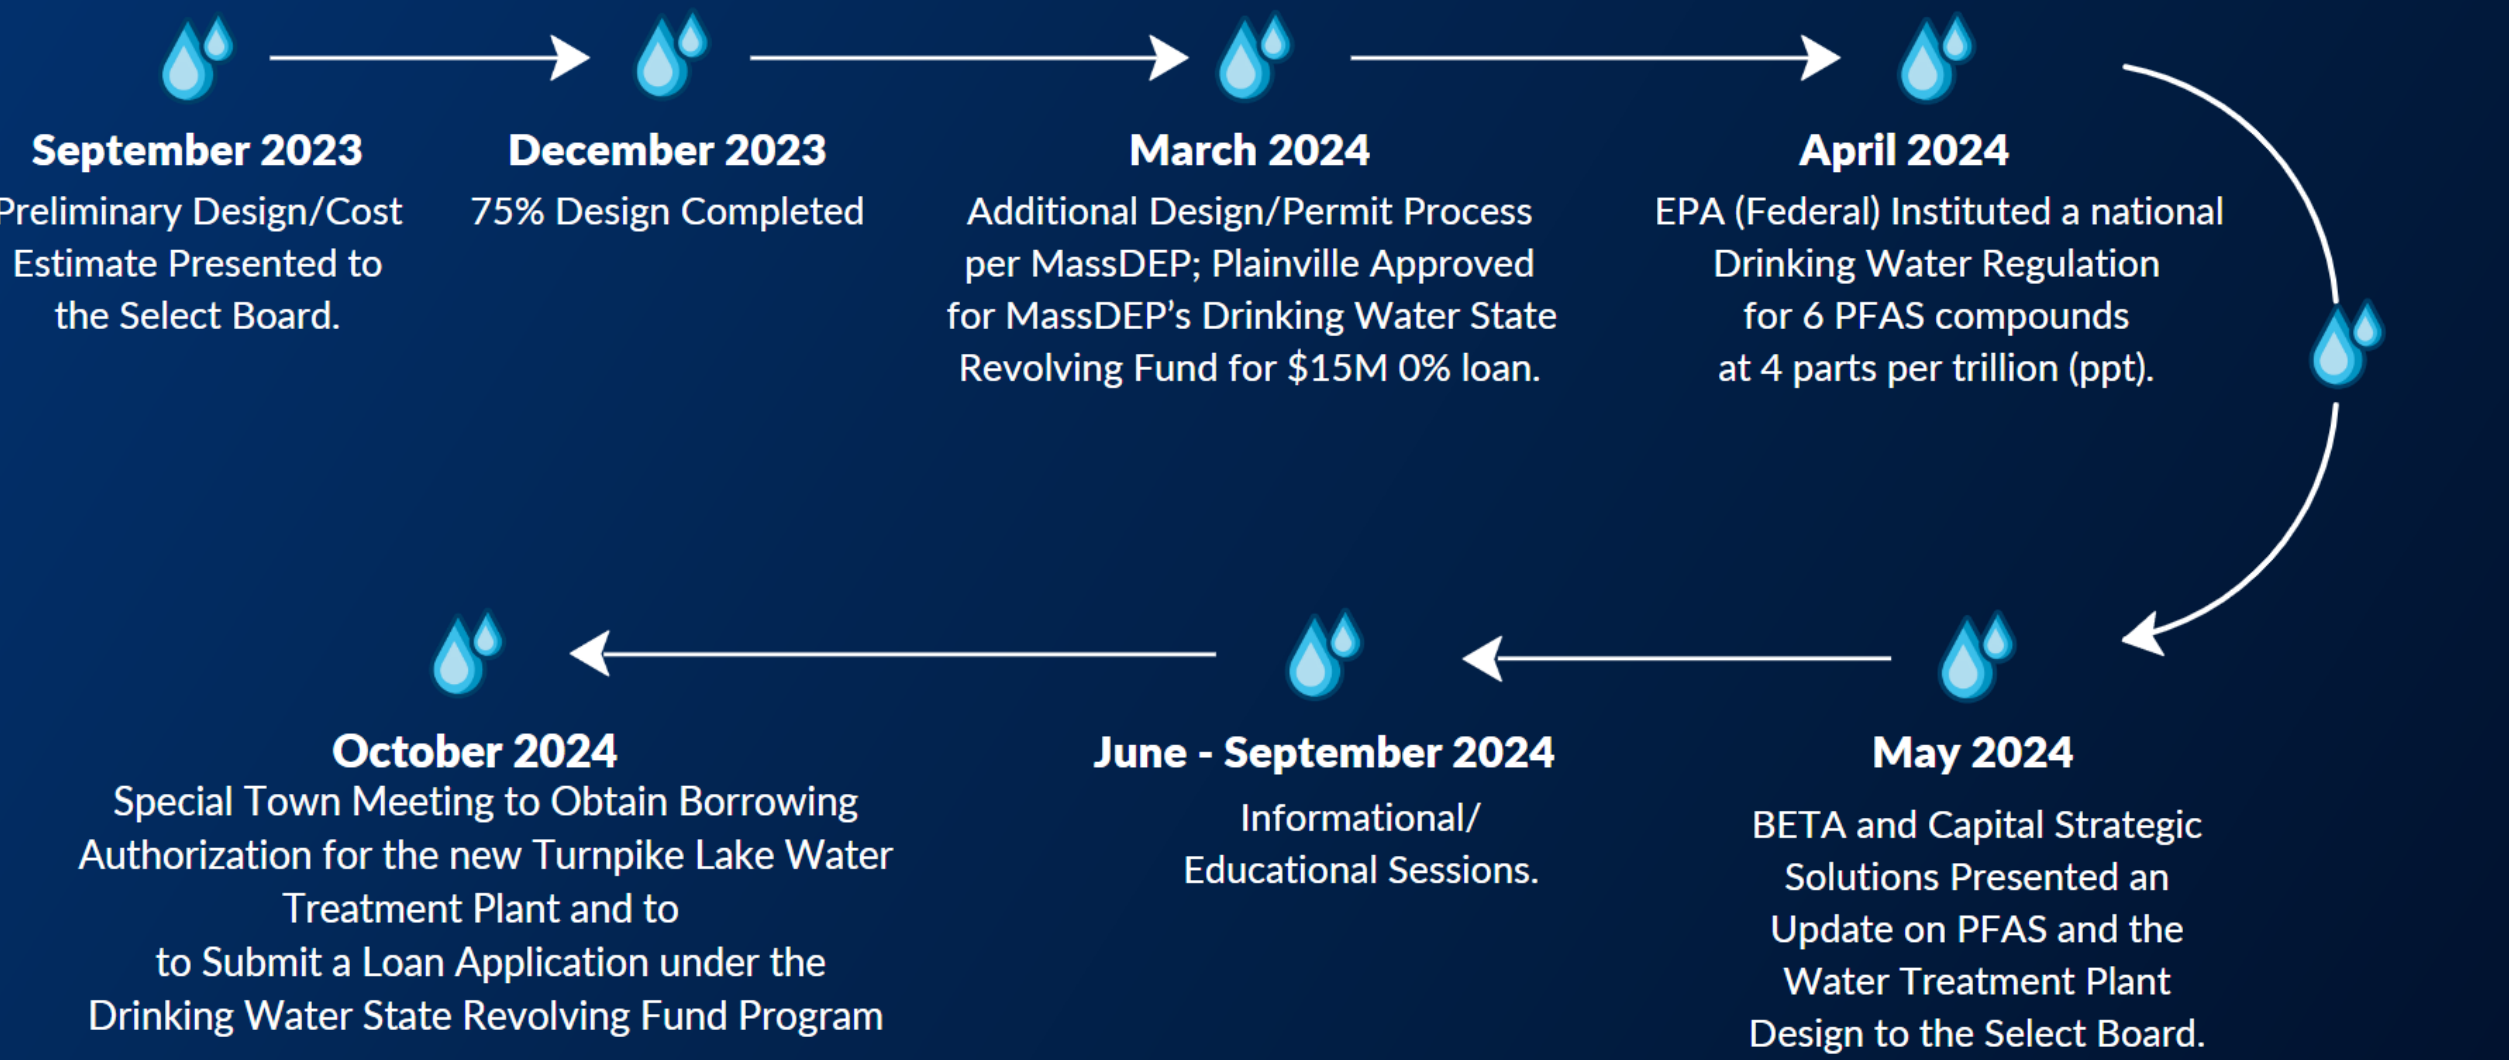 September 2023
Preliminary Design/Cost
Estimate Presented to
the Select Board.
December 2023
75% Design Completed
March 2024
Additional Design/Permit Process
per MassDEP; Plainville Approved
for MassDEP's Drinking Water State
Revolving Fund for $15M 0% loan.
April 2024
EPA (Federal) Instituted a national
Drinking Water Regulation
for 6 PFAS compounds
at 4 parts per trillion (ppt).
May 2024
BETA and Capital Strategic
Solutions Presented an
Update on PFAS and the
Water Treatment Plant
Design to the Select Board.
June - September 2024
Informational/
Educational Sessions.
October 2024
Special Town Meeting to Obtain Borrowing
Authorization for the new Turnpike Lake Water
Treatment Plant and to
to Submit a Loan Application under the
Drinking Water State Revolving Fund Program